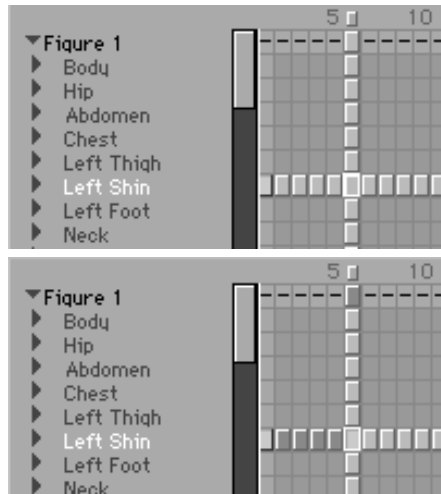 5 10
Figure 1
Body
Hip
Abdomen
Chest
Left Thigh
Left Shin
Left Foot
Neck
5 10
Figure 1
Body
Hip
Abdomen
Chest
Left Thigh
Left Shin
Left Foot
Neck